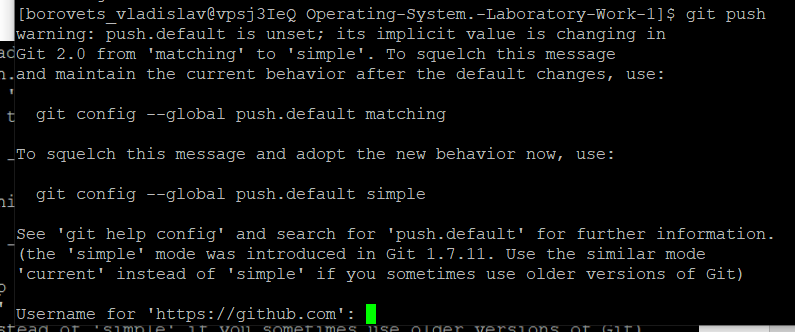 [borovets_vladislav@vpsj3IeQ Operating-System.-Laboratory-Work-1]$ git push
warning: push.default is unset; its implicit value is changing in
Git 2.0 from 'matching' to 'simple'. To squelch this message
and maintain the current behavior after the default changes, use:
git config --global push.default matching
To squelch this message and adopt the new behavior now, use:
git config --global push.default simple
See 'git help config' and search for 'push.default' for further information.
(the 'simple' mode was introduced in Git 1.7.11. Use the similar mode
'current' instead of 'simple' if you sometimes use older versions of Git)
Username for 'https://github.com':
stead of 'simple' if you sometimes use older versions of Git)